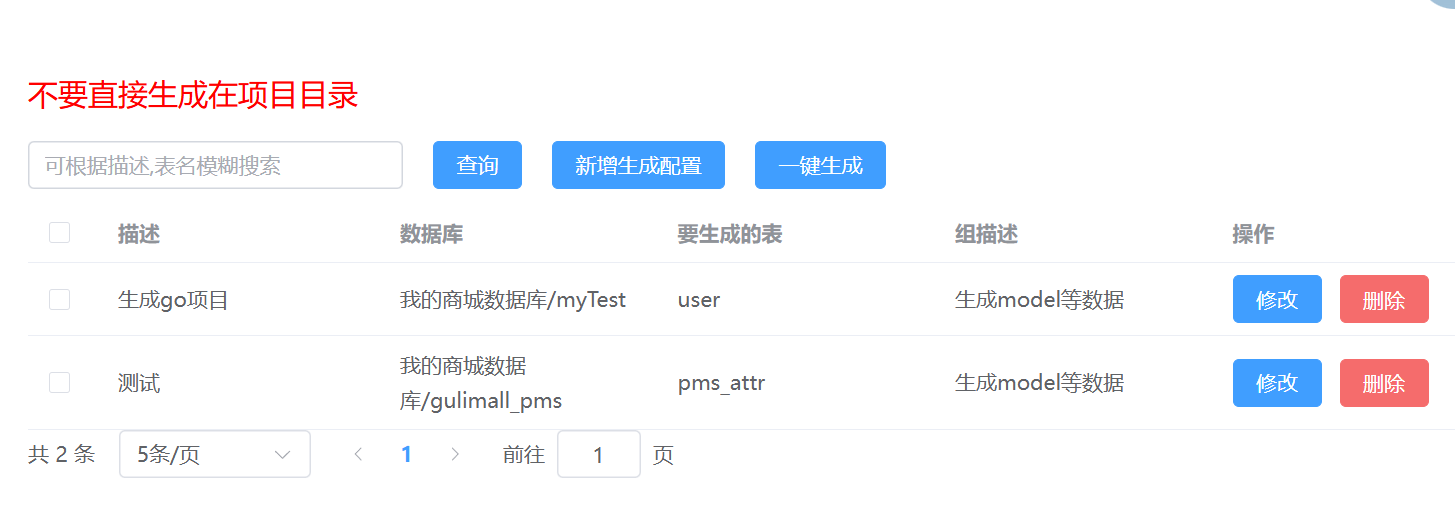 不要直接生成在项目目录
可根据描述,表名模糊搜索 查询 新增生成配置 一键生成
描述 数据库 要生成的表 组描述 操作
生成go项目 我的商城数据库/myTest user 生成model等数据 修改 删除
测试 我的商城数据 pms_attr 生成model等数据 修改 删除
库/gulimall_pms
共 2 条 5条/页 1 前往 1 页